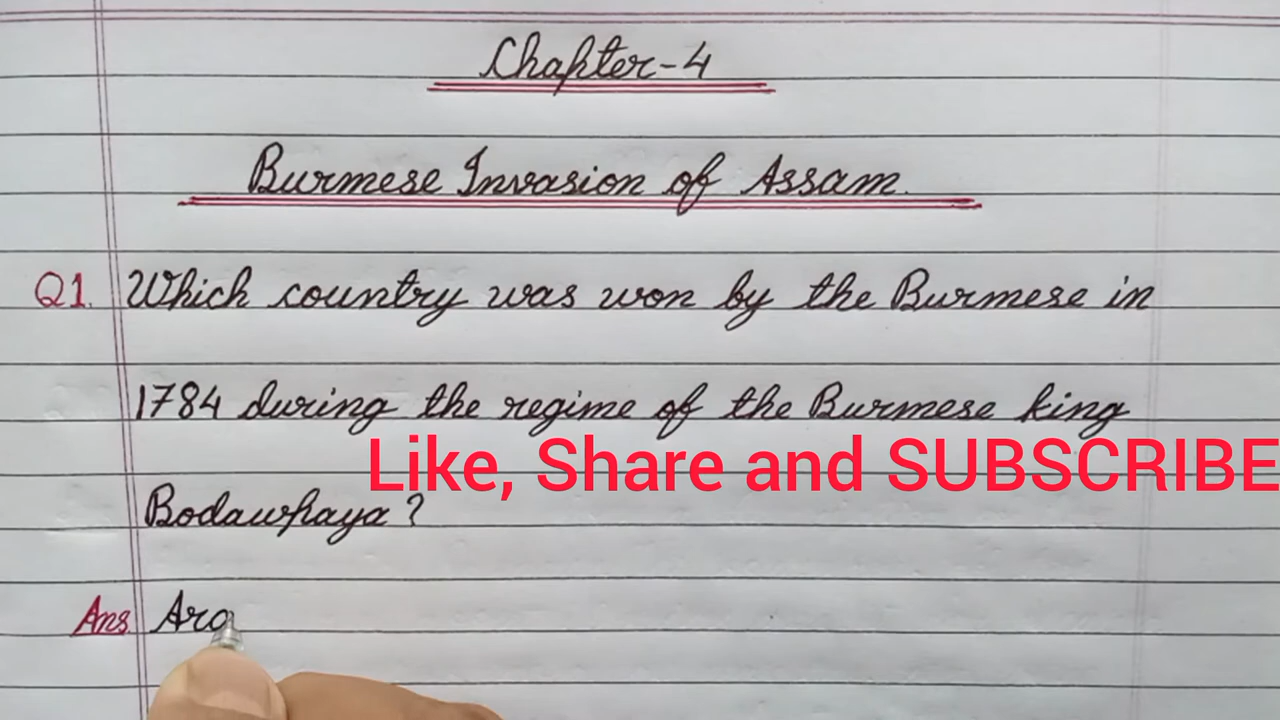 Chapter-4
Burmese Invasion of Assam.
Q1. Which country was won by the Burmese in
1784 during the regime of the Burmese king
Like, Share and SUBSCRIBE
Bodawpaya ?
Ans. Ara